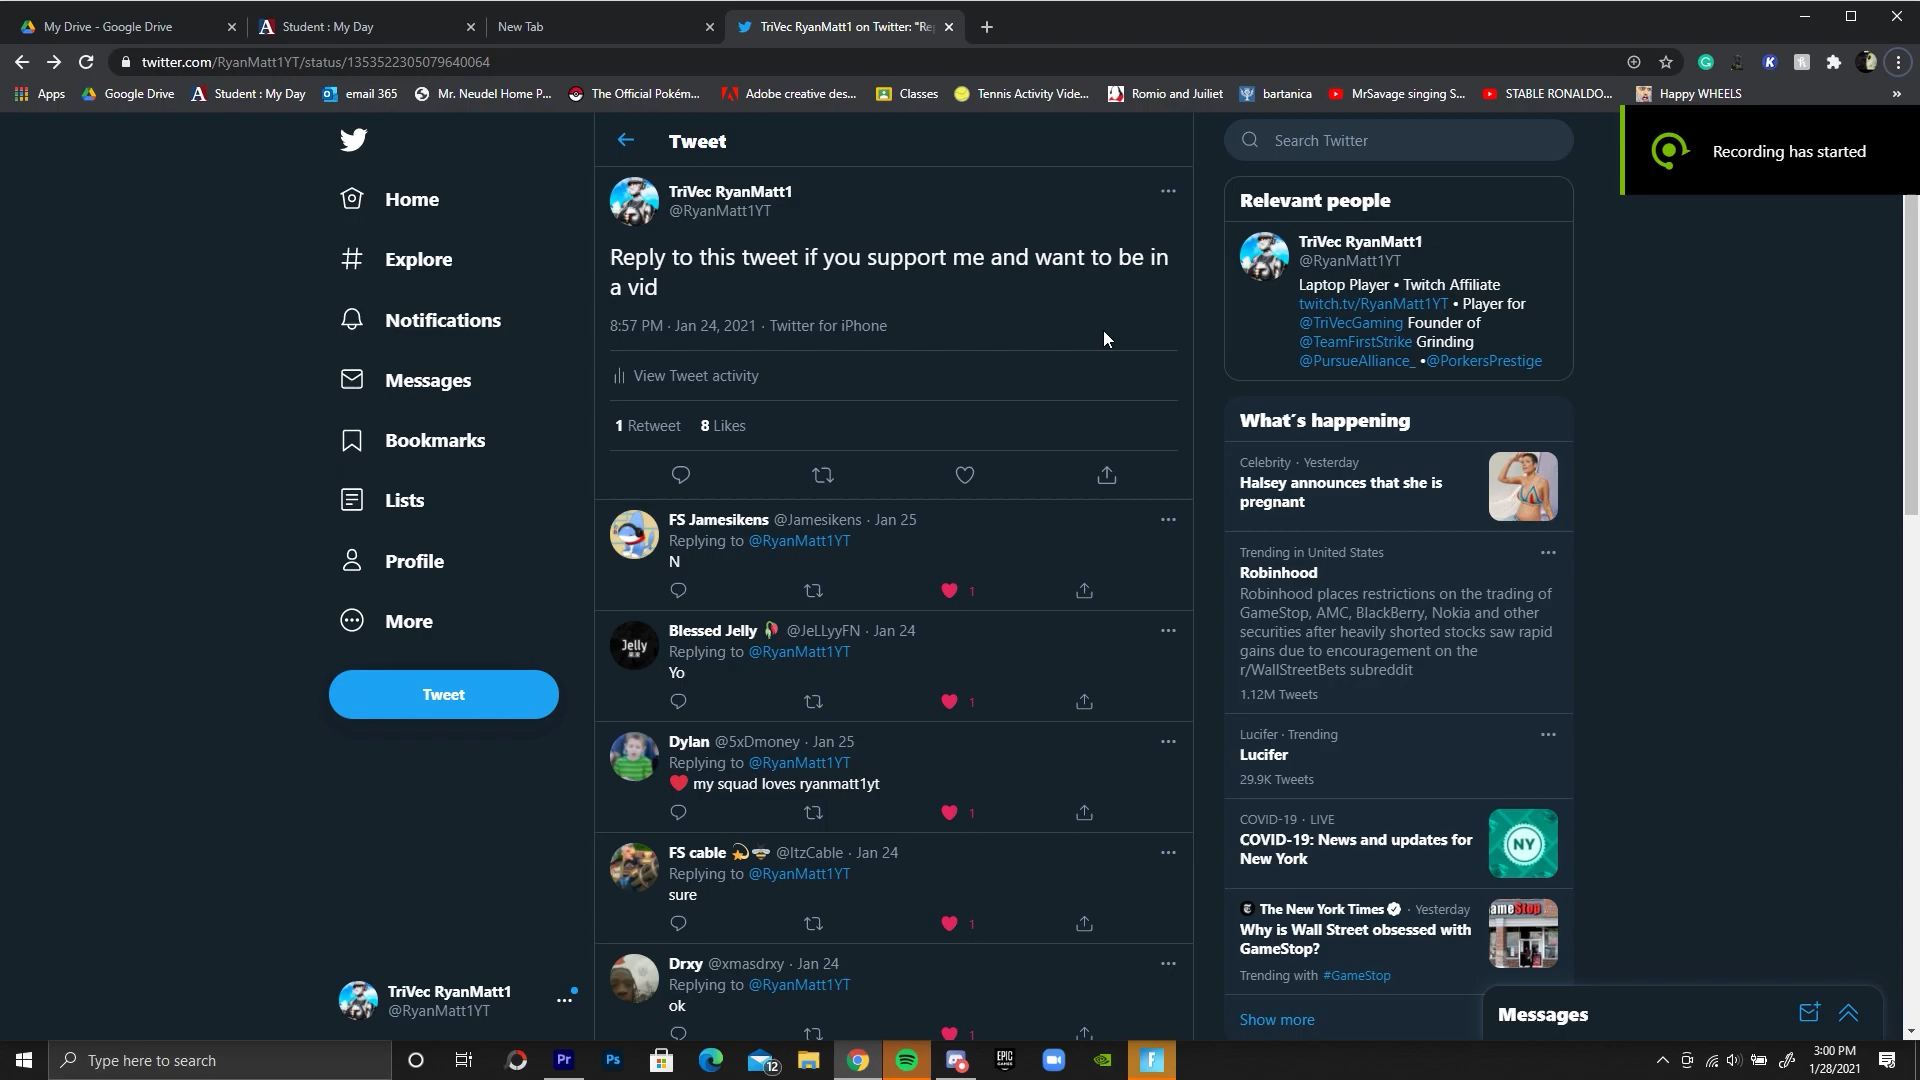 My Drive - Google Drive
Student : My Day
New Tab
TriVec RyanMatt1 on Twitter: "Re
twitter.com/RyanMatt1YT/status/1353522305079640064
Apps
Google Drive
Student : My Day
email 365
Mr. Neudel Home P...
The Official Pokém...
Adobe creative des...
Classes
Tennis Activity Vide...
Romio and Juiliet
bartanica
MrSavage singing S...
STABLE RONALDO...
Happy WHEELS
Recording has started
Home
Explore
Notifications
Messages
Bookmarks
Lists
Profile
More
Tweet
TriVec RyanMatt1
@RyanMatt1YT
Tweet
TriVec RyanMatt1
@RyanMatt1YT
Reply to this tweet if you support me and want to be in
a vid
8:57 PM · Jan 24, 2021 · Twitter for iPhone
View Tweet activity
1 Retweet 8 Likes
FS Jamesikens @Jamesikens · Jan 25
Replying to @RyanMatt1YT
N
1
Blessed Jelly @JeLLyyFN · Jan 24
Jelly
Replying to @RyanMatt1YT
Yo
1
Dylan @5xDmoney · Jan 25
Replying to @RyanMatt1YT
my squad loves ryanmatt1yt
1
FS cable @ItzCable · Jan 24
Replying to @RyanMatt1YT
sure
1
Drxy @xmasdrxy · Jan 24
Replying to @RyanMatt1YT
ok
1
Search Twitter
Relevant people
TriVec RyanMatt1
@RyanMatt1YT
Laptop Player • Twitch Affiliate
twitch.tv/RyanMatt1YT • Player for
@TriVecGaming Founder of
@TeamFirstStrike Grinding
@PursueAlliance_ •@PorkersPrestige
What´s happening
Celebrity · Yesterday
Halsey announces that she is
pregnant
Trending in United States
Robinhood
Robinhood places restrictions on the trading of
GameStop, AMC, BlackBerry, Nokia and other
securities after heavily shorted stocks saw rapid
gains due to encouragement on the
r/WallStreetBets subreddit
1.12M Tweets
Lucifer · Trending
Lucifer
29.9K Tweets
COVID-19 · LIVE
COVID-19: News and updates for
New York
NY
The New York Times · Yesterday
Why is Wall Street obsessed with
GameStop?
ameStop
Trending with #GameStop
Show more
Messages
Type here to search
Pr
Ps
12
EPIC
GAMES
F
3:00 PM
1/28/2021